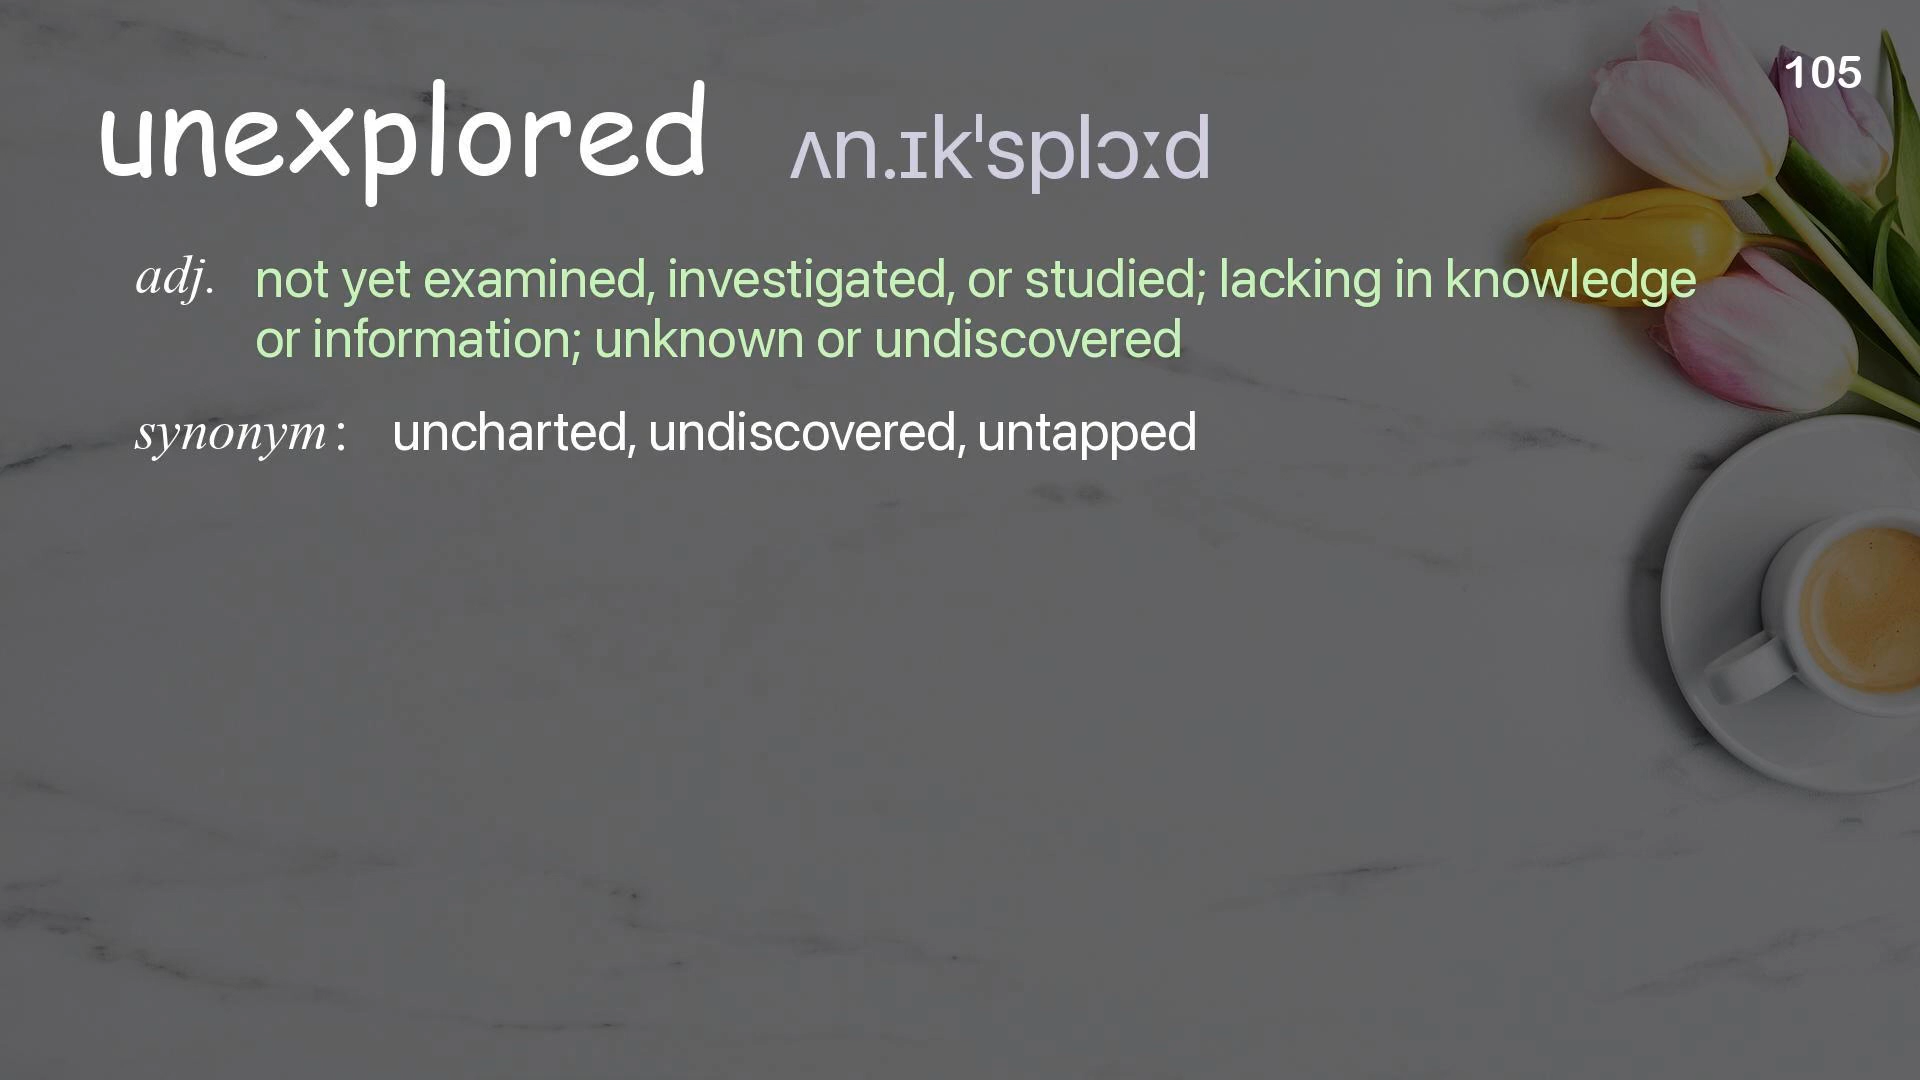 105
unexplored ʌn.ɪkˈsplɔːd
adj. not yet examined, investigated, or studied; lacking in knowledge
or information; unknown or undiscovered
synonym : uncharted, undiscovered, untapped